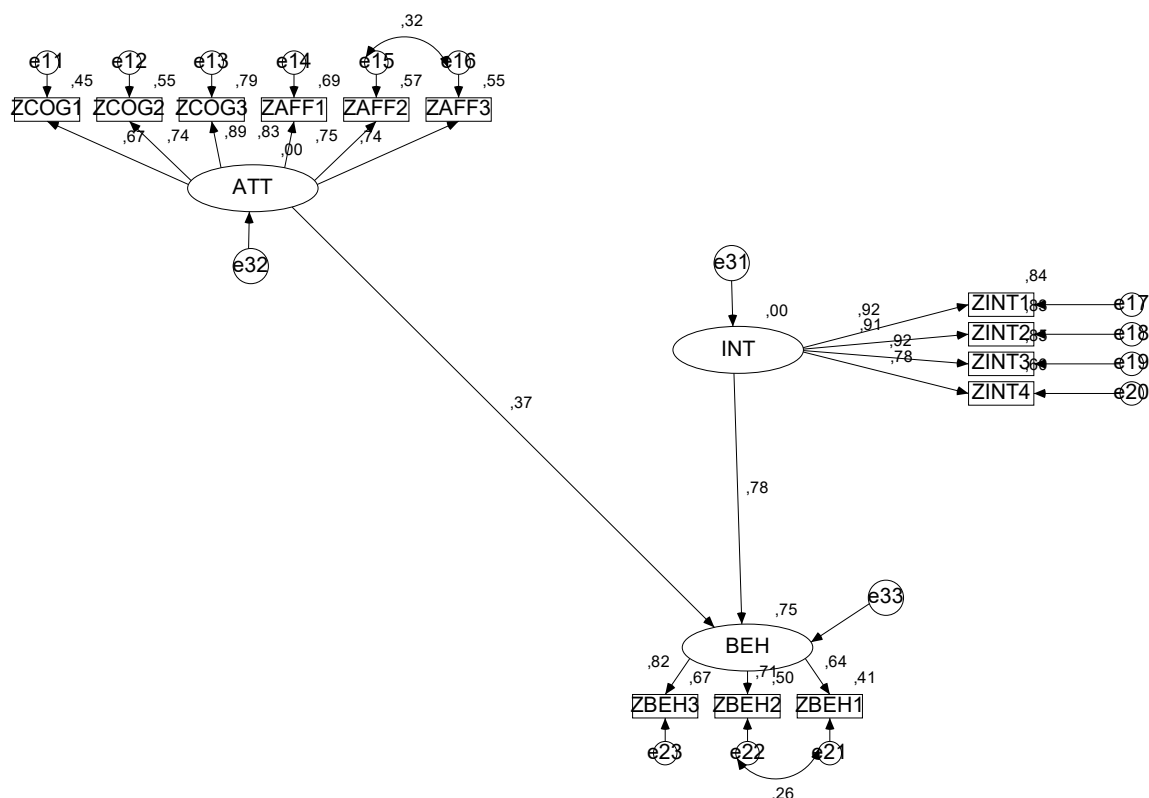 ,32
e11 e12 e13 e14 e15 e16
,45 ,55 ,79 ,69 ,57 ,55
ZCOG1 ZCOG2 ZCOG3 ZAFF1 ZAFF2 ZAFF3
,67 ,74 ,89 ,83 ,75 ,74
,00
ATT
e32
e31
,00
INT
,84
,92 ZINT1 e17
,91 ZINT2 e18
,92 ZINT3 e19
,78 ZINT4 e20
,37
,78
e33
,75
BEH
,82 ,71 ,64
,67 ,50 ,41
ZBEH3 ZBEH2 ZBEH1
e23 e22 e21
,26